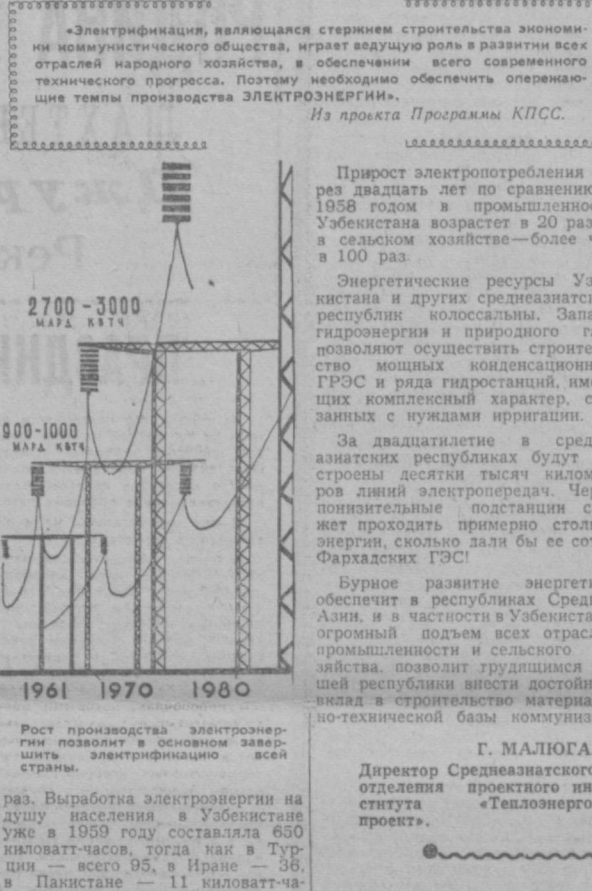 «Электрификация, являющаяся стержнем строительства экономи-
ки коммунистического общества, играет ведущую роль в развитии всех
отраслей народного хозяйства, в обеспечении всего современного
технического прогресса. Поэтому необходимо обеспечить опережаю-
щие темпы производства ЭЛЕКТРОЭНЕРГИИ».
Из проекта Программы КПСС.
2700-3000
МЛРД КВТЧ
900-1000
МЛРД КВТЧ
1961 1970 1980
Рост производства электроэнер-
гии позволит в основном завер-
шить электрификацию всей
страны.
раз. Выработка электроэнергии на
душу населения в Узбекистане
уже в 1959 году составляла 650
киловатт-часов, тогда как в Тур-
ции — всего 95, в Иране — 36,
в Пакистане — 11 киловатт-ча-
Прирост электропотребления
рез двадцать лет по сравнению
1958 годом в промышленнос
Узбекистана возрастет в 20 раз
в сельском хозяйстве—более ч
в 100 раз.
Энергетические ресурсы Уз
кистана и других среднеазиатс
республик колоссальны. Запа
гидроэнергии и природного га
позволяют осуществить строите
ство мощных конденсационн
ГРЭС и ряда гидростанций, име
щих комплексный характер, с
занных с нуждами ирригации.
За двадцатилетие в сред
азиатских республиках будут
строены десятки тысяч килом
ров линий электропередач. Чер
понизительные подстанции с
жет проходить примерно столь
энергии, сколько дали бы ее сот
Фархадских ГЭС!
Бурное развитие энергети
обеспечит в республиках Средн
Азии, и в частности в Узбекиста
огромный подъем всех отрасл
промышленности и сельского
зяйства, позволит трудящимся
шей республики внести достойн
вклад в строительство материа
но-технической базы коммуниз
Г. МАЛЮГА
Директор Среднеазиатского
отделения проектного ин
ститута «Теплоэнерго
проект».